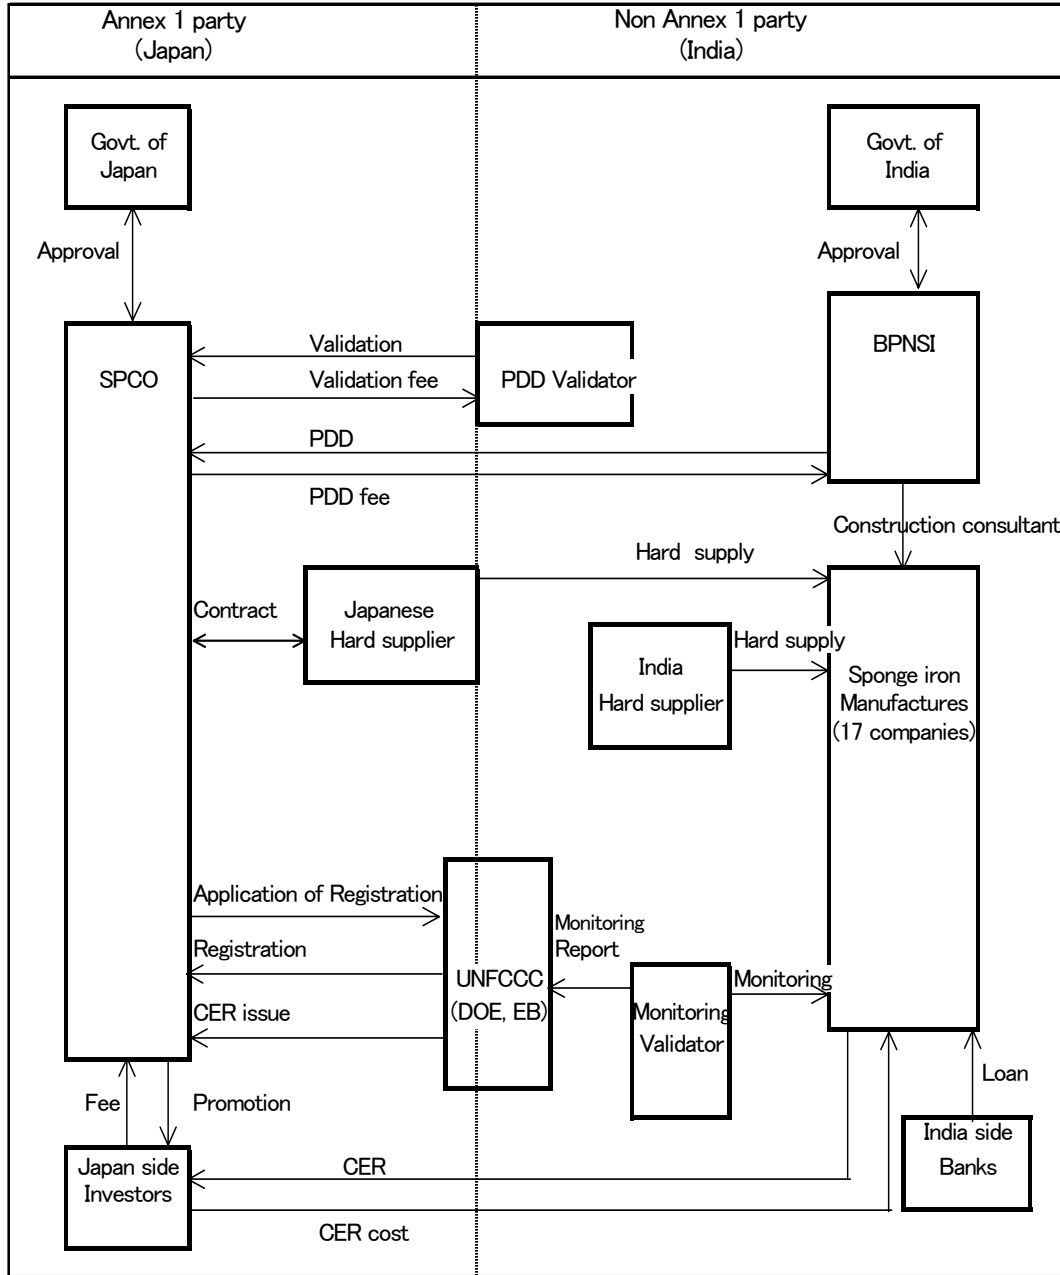 Annex 1 party
(Japan)
Non Annex 1 party
(India)
Govt. of
Japan
Govt. of
India
Approval
Approval
SPCO
Validation
Validation fee
PDD Validator
BPNSI
PDD
PDD fee
Construction consultant
Hard supply
Contract
Japanese
Hard supplier
Hard supply
India
Hard supplier
Sponge iron
Manufactures
(17 companies)
Application of Registration
Registration
CER issue
UNFCCC
(DOE, EB)
Monitoring
Report
Monitoring
Validator
Monitoring
Fee
Promotion
Loan
Japan side
Investors
CER
CER cost
India side
Banks